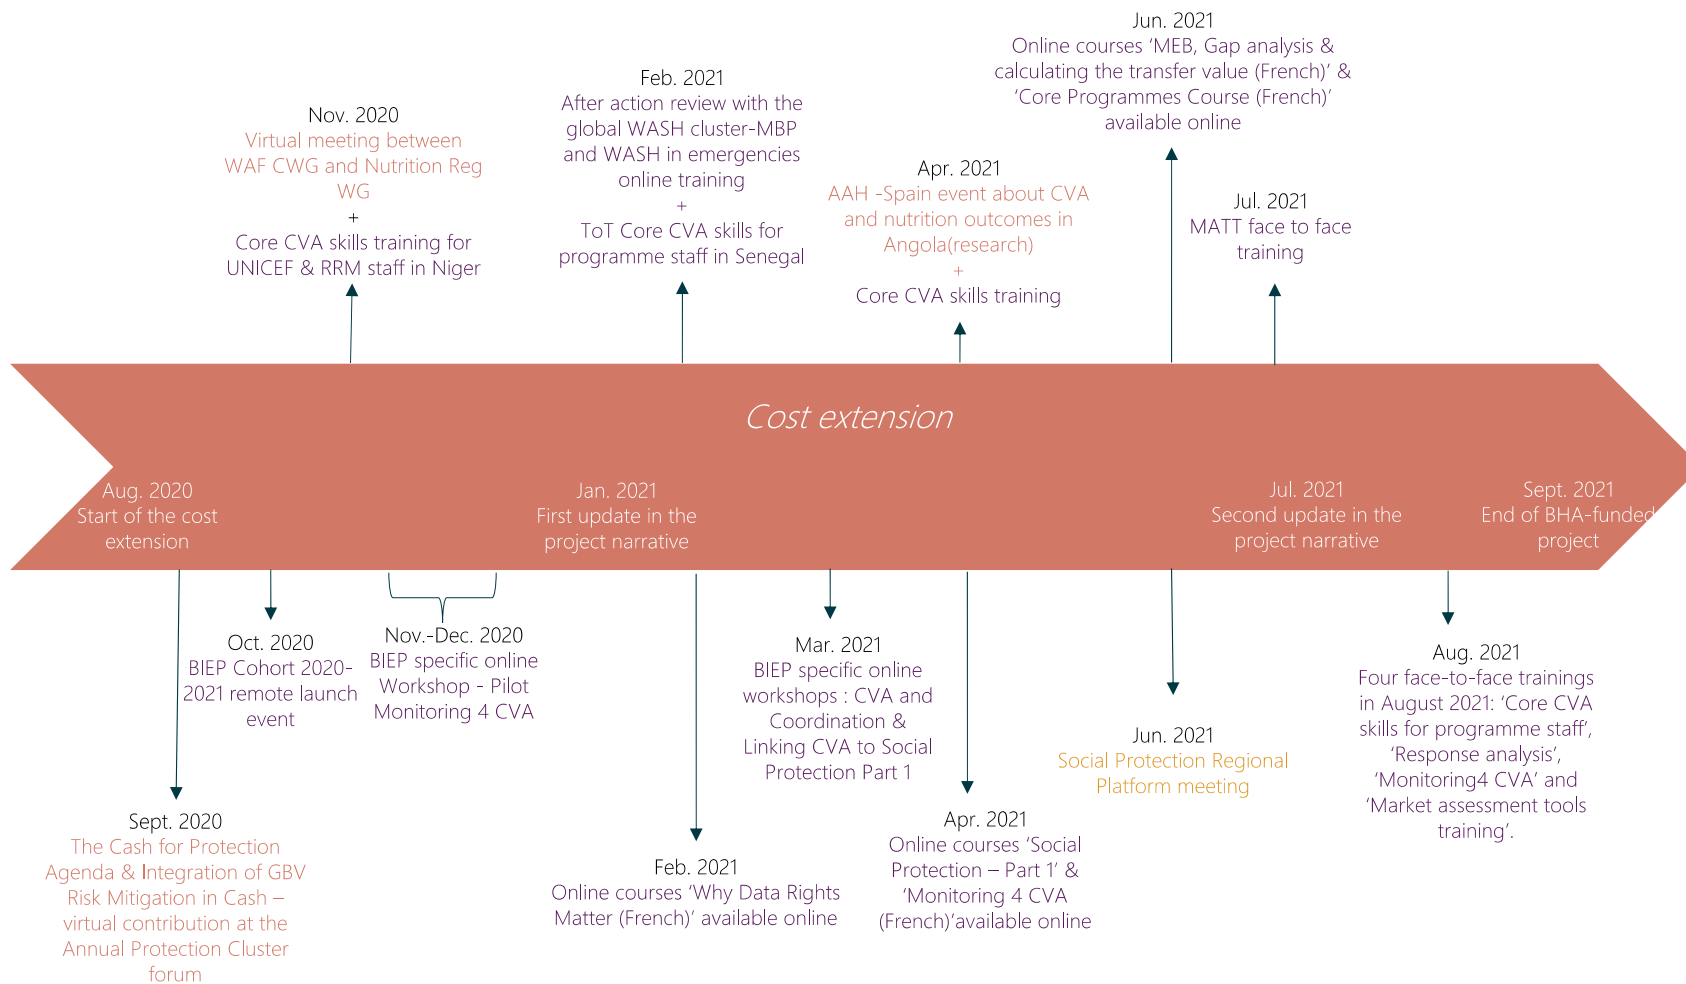 Nov. 2020
Virtual meeting between
WAF CWG and Nutrition Reg
WG
+
Core CVA skills training for
UNICEF & RRM staff in Niger
Feb. 2021
After action review with the
global WASH cluster-MBP
and WASH in emergencies
online training
+
ToT Core CVA skills for
programme staff in Senegal
Apr. 2021
AAH -Spain event about CVA
and nutrition outcomes in
Angola(research)
+
Core CVA skills training
Jun. 2021
Online courses ‘MEB, Gap analysis &
calculating the transfer value (French)’ &
‘Core Programmes Course (French)’
available online
Jul. 2021
MATT face to face
training
Cost extension
Aug. 2020
Start of the cost
extension
Jan. 2021
First update in the
project narrative
Jul. 2021
Second update in the
project narrative
Sept. 2021
End of BHA-funded
project
Sept. 2020
The Cash for Protection
Agenda & Integration of GBV
Risk Mitigation in Cash –
virtual contribution at the
Annual Protection Cluster
forum
Oct. 2020
BIEP Cohort 2020-
2021 remote launch
event
Nov.-Dec. 2020
BIEP specific online
Workshop - Pilot
Monitoring 4 CVA
Feb. 2021
Online courses ‘Why Data Rights
Matter (French)’ available online
Mar. 2021
BIEP specific online
workshops : CVA and
Coordination &
Linking CVA to Social
Protection Part 1
Apr. 2021
Online courses ‘Social
Protection – Part 1’ &
‘Monitoring 4 CVA
(French)’available online
Jun. 2021
Social Protection Regional
Platform meeting
Aug. 2021
Four face-to-face trainings
in August 2021: ‘Core CVA
skills for programme staff’,
‘Response analysis’,
‘Monitoring4 CVA’ and
‘Market assessment tools
training’.